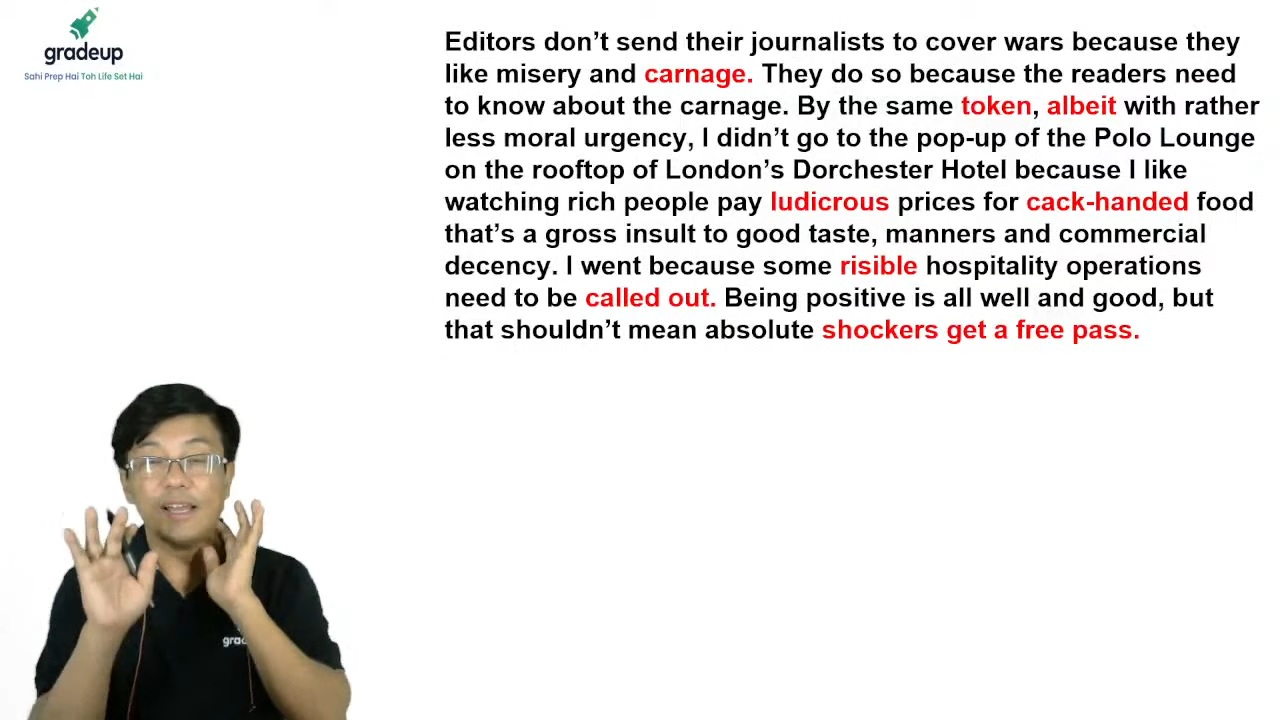 gradeup
Sahi Prep Hai Toh Life Set Hai
Editors don’t send their journalists to cover wars because they
like misery and carnage. They do so because the readers need
to know about the carnage. By the same token, albeit with rather
less moral urgency, I didn’t go to the pop-up of the Polo Lounge
on the rooftop of London’s Dorchester Hotel because I like
watching rich people pay ludicrous prices for cack-handed food
that’s a gross insult to good taste, manners and commercial
decency. I went because some risible hospitality operations
need to be called out. Being positive is all well and good, but
that shouldn’t mean absolute shockers get a free pass.